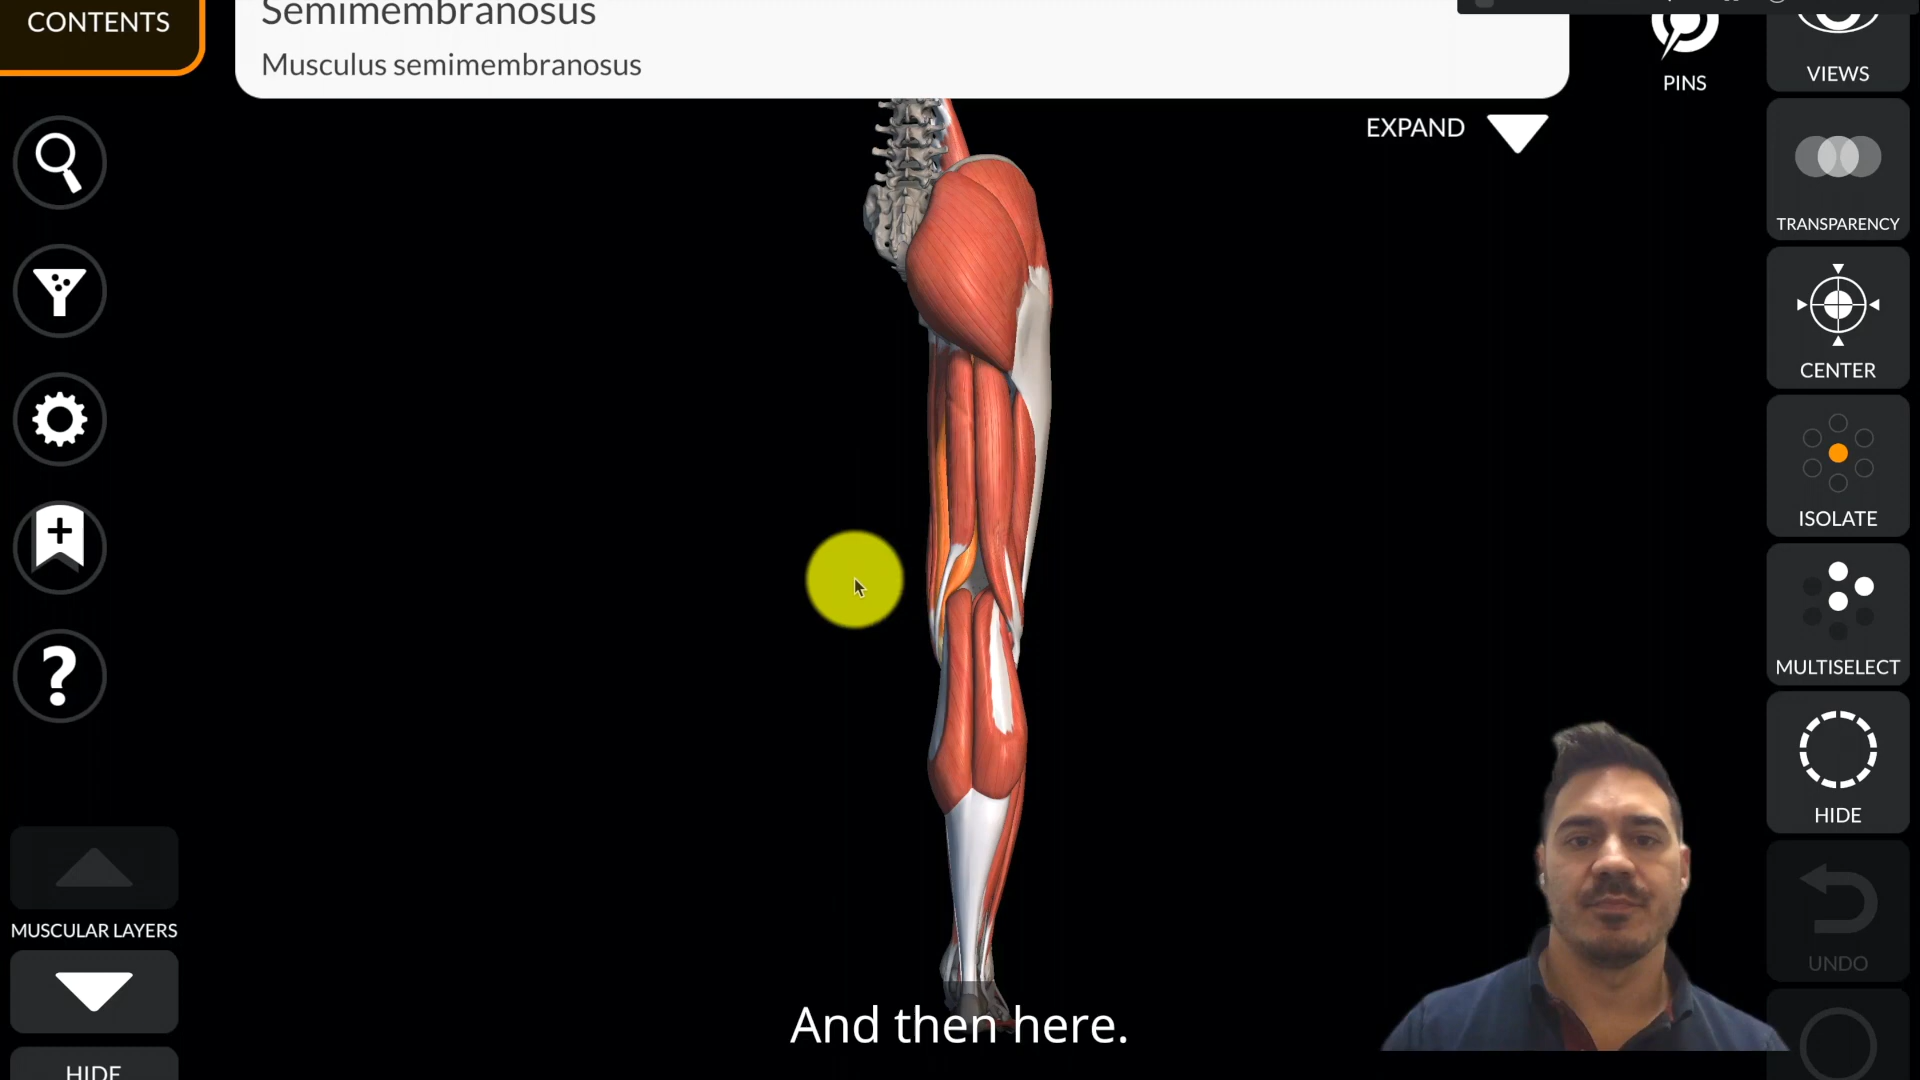 CONTENTS
Semimembranosus
Musculus semimembranosus
PINS
VIEWS
EXPAND
TRANSPARENCY
CENTER
ISOLATE
MULTISELECT
HIDE
MUSCULAR LAYERS
UNDO
And then here.
HIDE